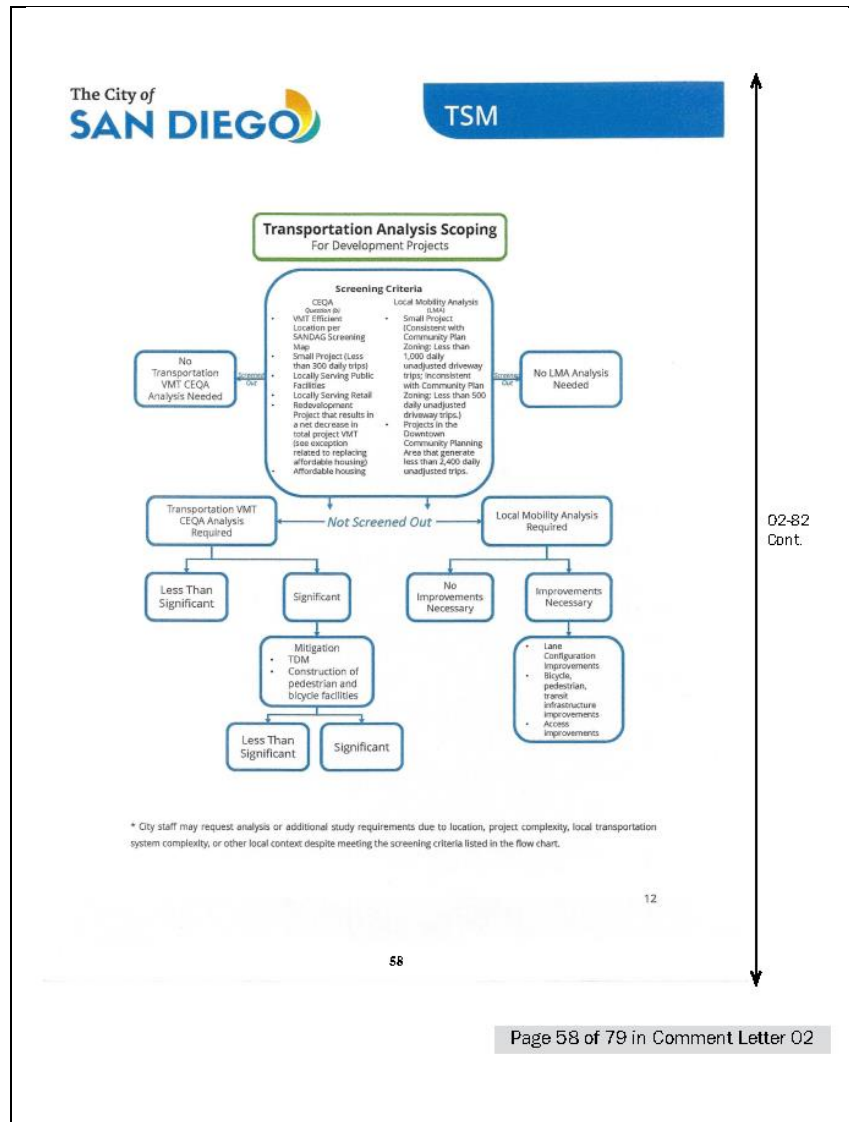 The City of
SAN DIEGO
TSM
Transportation Analysis Scoping
For Development Projects
Screening Criteria
CEQA
Question (b)
• VMT Efficient
Location per
SANDAG Screening
Map
• Small Project (Less
than 300 daily trips)
• Locally Serving Public
Facilities
• Locally Serving Retail
• Redevelopment
Project that results in
a net decrease in
total project VMT
(see exception
related to replacing
affordable housing)
• Affordable housing
Local Mobility Analysis
(LMA)
• Small Project
(Consistent with
Community Plan
Zoning: Less than
1,000 daily
unadjusted driveway
trips; Inconsistent
with Community Plan
Zoning: Less than 500
daily unadjusted
driveway trips.)
• Projects in the
Downtown
Community Planning
Area that generate
less than 2,400 daily
unadjusted trips.
No
Transportation
VMT CEQA
Analysis Needed
Screened
Out
Screened
Out
No LMA Analysis
Needed
Transportation VMT
CEQA Analysis
Required
Not Screened Out
Local Mobility Analysis
Required
Less Than
Significant
Significant
No
Improvements
Necessary
Improvements
Necessary
Mitigation
• TDM
• Construction of
pedestrian and
bicycle facilities
• Lane
Configuration
Improvements
• Bicycle,
pedestrian,
transit
infrastructure
improvements
• Access
improvements
Less Than
Significant
Significant
* City staff may request analysis or additional study requirements due to location, project complexity, local transportation
system complexity, or other local context despite meeting the screening criteria listed in the flow chart.
12
58
O2-82
Cont.
Page 58 of 79 in Comment Letter O2